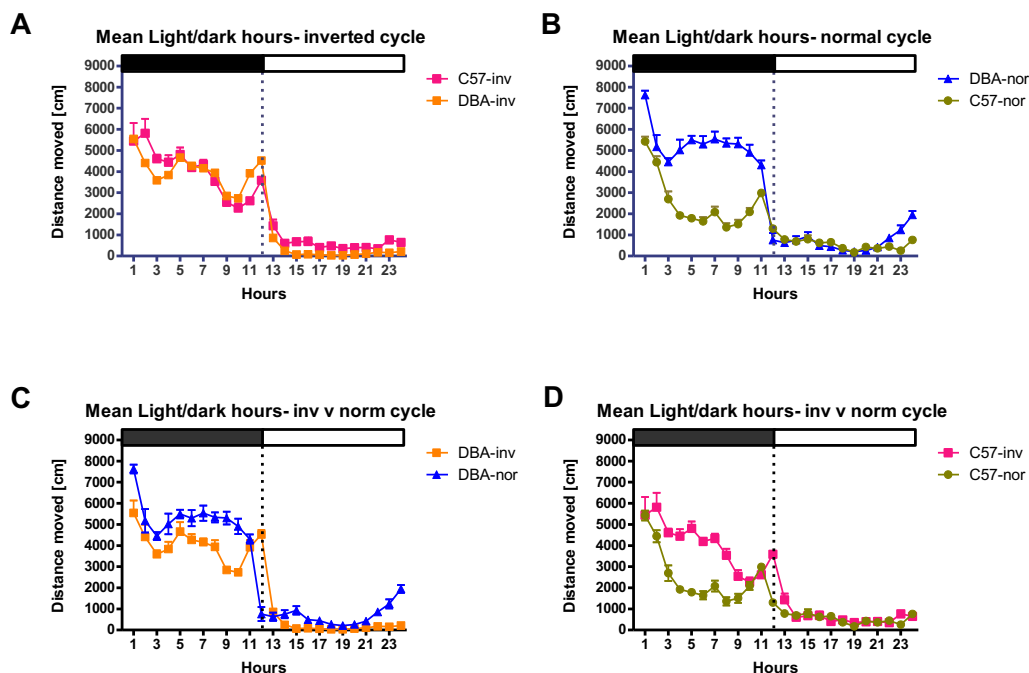 A
Mean Light/dark hours- inverted cycle
9000
8000
7000
6000
5000
4000
3000
2000
1000
0
Distance moved [cm]
1 3 5 7 9 11 13 15 17 19 21 23
Hours
C57-inv
DBA-inv
B
Mean Light/dark hours- normal cycle
9000
8000
7000
6000
5000
4000
3000
2000
1000
0
Distance moved [cm]
1 3 5 7 9 11 13 15 17 19 21 23
Hours
DBA-nor
C57-nor
C
Mean Light/dark hours- inv v norm cycle
9000
8000
7000
6000
5000
4000
3000
2000
1000
0
Distance moved [cm]
1 3 5 7 9 11 13 15 17 19 21 23
Hours
DBA-inv
DBA-nor
D
Mean Light/dark hours- inv v norm cycle
9000
8000
7000
6000
5000
4000
3000
2000
1000
0
Distance moved [cm]
1 3 5 7 9 11 13 15 17 19 21 23
Hours
C57-inv
C57-nor